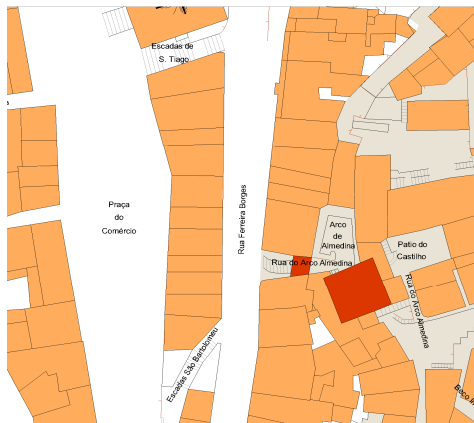 Escadas de
S. Tiago
Praça
do
Comércio
Rua Ferreira Borges
Arco
de
Almedina
Patio do
Castilho
Rua do Arco Almedina
Rua do Arco Almedina
Escadas São Bartolomeu